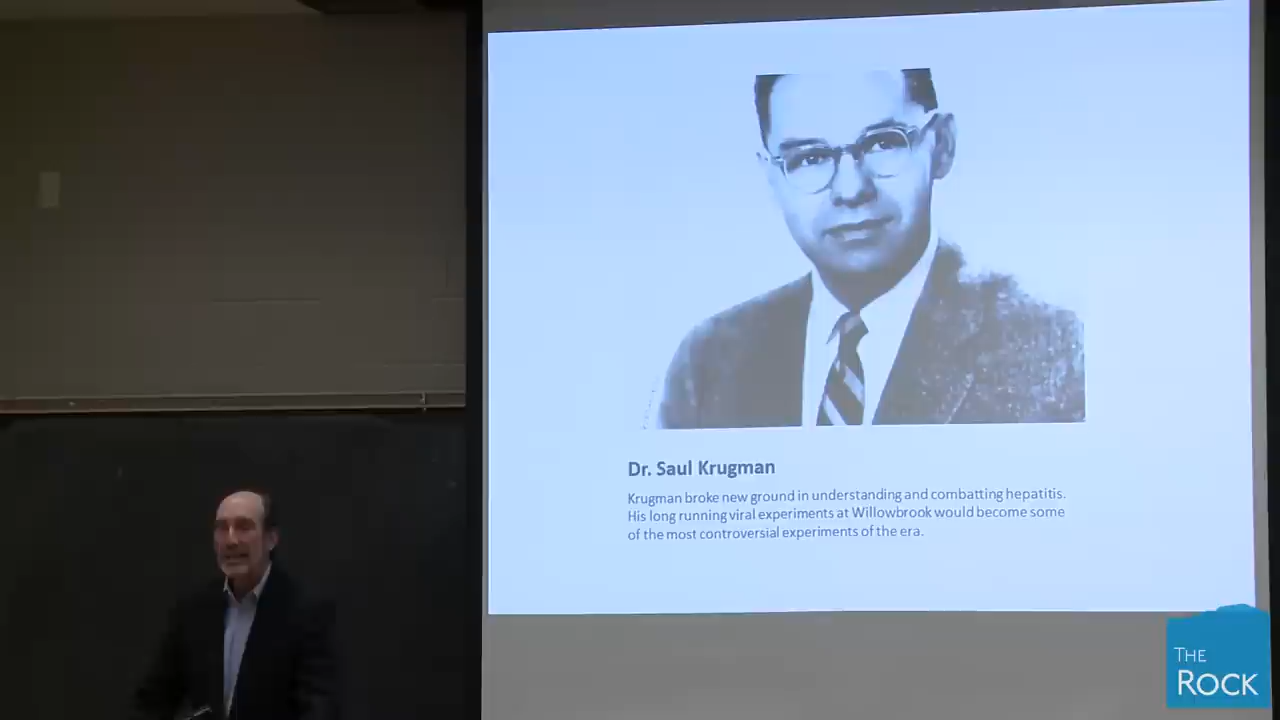 Dr. Saul Krugman
Krugman broke new ground in understanding and combatting hepatitis.
His long running viral experiments at Willowbrook would become some
of the most controversial experiments of the era.
THE
ROCK